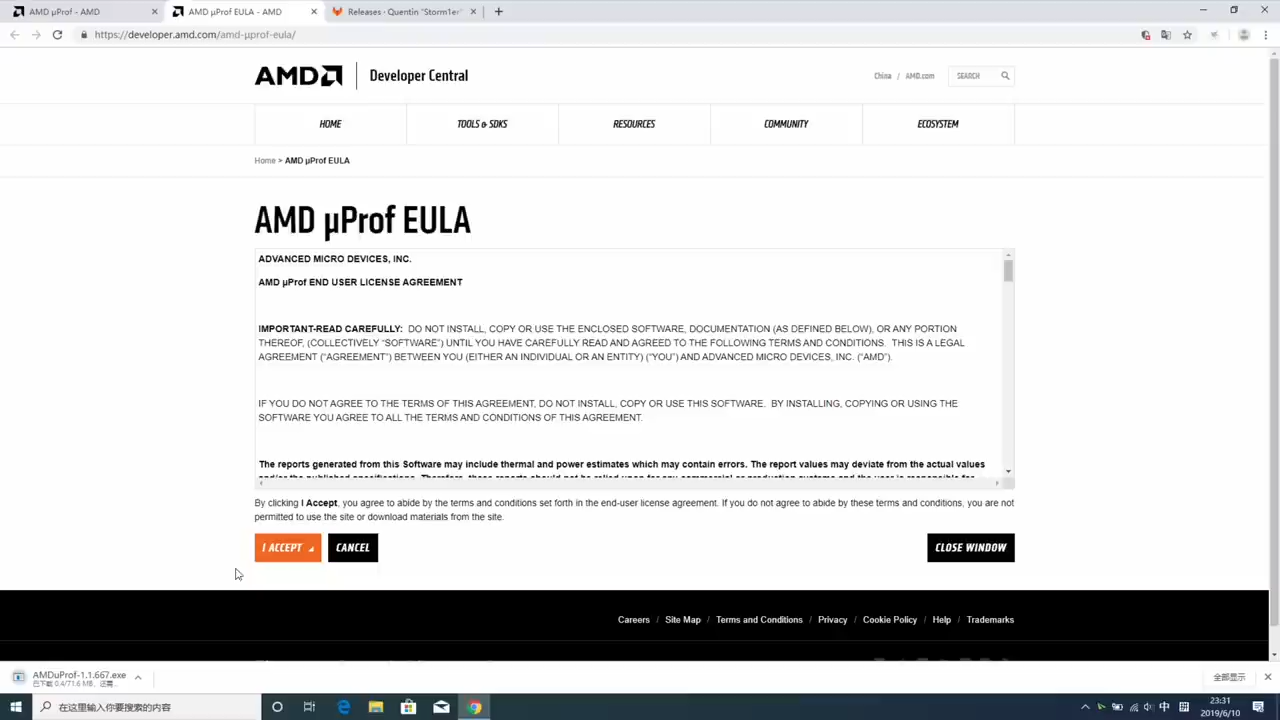 AMD μProf - AMD
AMD μProf EULA - AMD
Releases · Quentin "Storm1er"
https://developer.amd.com/amd-μprof-eula/
AMD
Developer Central
China / AMD.com
SEARCH
HOME
TOOLS & SDKS
RESOURCES
COMMUNITY
ECOSYSTEM
Home > AMD μProf EULA
AMD μProf EULA
ADVANCED MICRO DEVICES, INC.
AMD μProf END USER LICENSE AGREEMENT
IMPORTANT-READ CAREFULLY: DO NOT INSTALL, COPY OR USE THE ENCLOSED SOFTWARE, DOCUMENTATION (AS DEFINED BELOW), OR ANY PORTION
THEREOF, (COLLECTIVELY “SOFTWARE”) UNTIL YOU HAVE CAREFULLY READ AND AGREED TO THE FOLLOWING TERMS AND CONDITIONS. THIS IS A LEGAL
AGREEMENT (“AGREEMENT”) BETWEEN YOU (EITHER AN INDIVIDUAL OR AN ENTITY) (“YOU”) AND ADVANCED MICRO DEVICES, INC. (“AMD”).
IF YOU DO NOT AGREE TO THE TERMS OF THIS AGREEMENT, DO NOT INSTALL, COPY OR USE THIS SOFTWARE. BY INSTALLING, COPYING OR USING THE
SOFTWARE YOU AGREE TO ALL THE TERMS AND CONDITIONS OF THIS AGREEMENT.
The reports generated from this Software may include thermal and power estimates which may contain errors. The report values may deviate from the actual values
By clicking I Accept, you agree to abide by the terms and conditions set forth in the end-user license agreement. If you do not agree to abide by these terms and conditions, you are not
permitted to use the site or download materials from the site.
I ACCEPT
CANCEL
CLOSE WINDOW
Careers / Site Map / Terms and Conditions / Privacy / Cookie Policy / Help / Trademarks
AMDuProf-1.1.667.exe
已下载 0.4/71.6 MB，还需...
全部显示
在这里输入你要搜索的内容
中
拼
23:31
2019/6/10